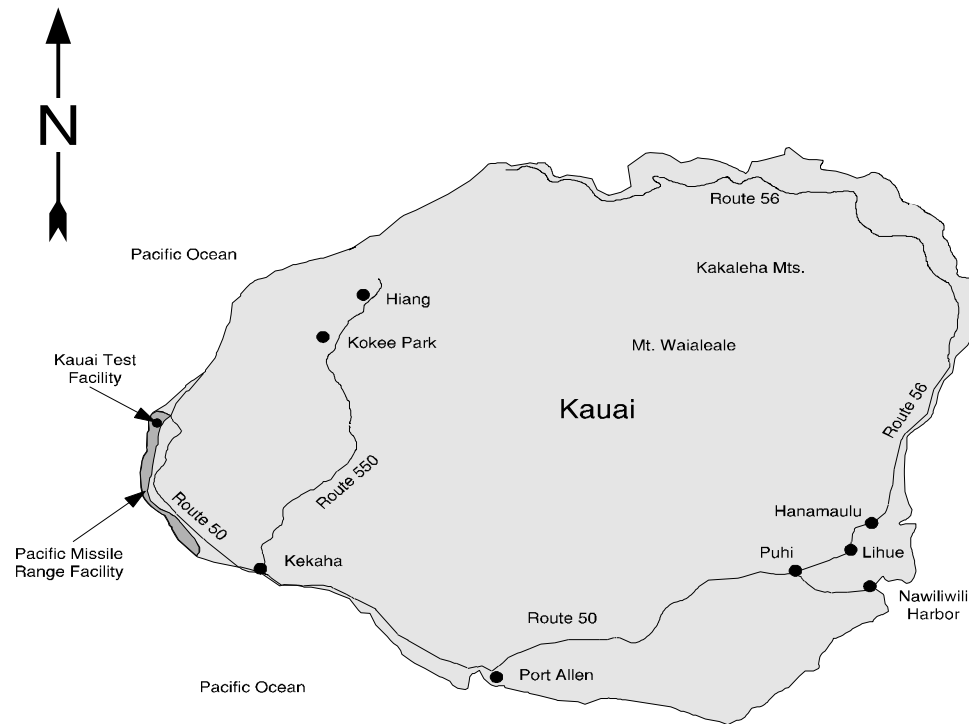 N
Route 56
Pacific Ocean
Kakaleha Mts.
Hiang
Kokee Park
Mt. Waialeale
Kauai Test
Facility
Kauai
Route 56
Route 550
Route 50
Hanamaulu
Pacific Missile
Range Facility
Kekaha
Puhi
Lihue
Nawiliwili
Harbor
Route 50
Port Allen
Pacific Ocean